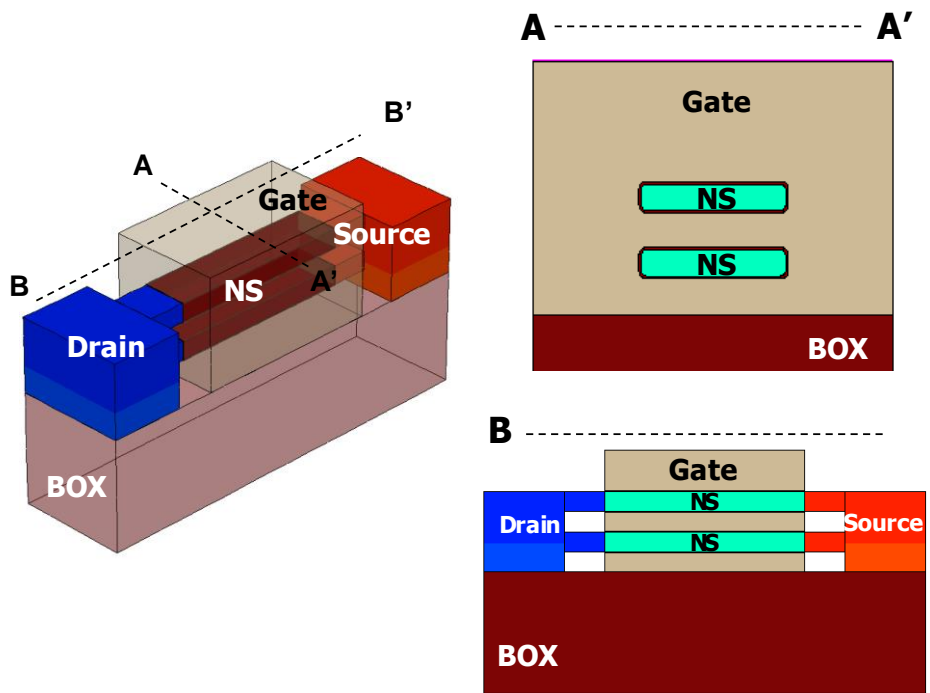 A
B'
Gate
Source
B
NS
A'
Drain
BOX
A A'
Gate
NS
NS
BOX
B
Gate
NS
Drain Source
NS
BOX